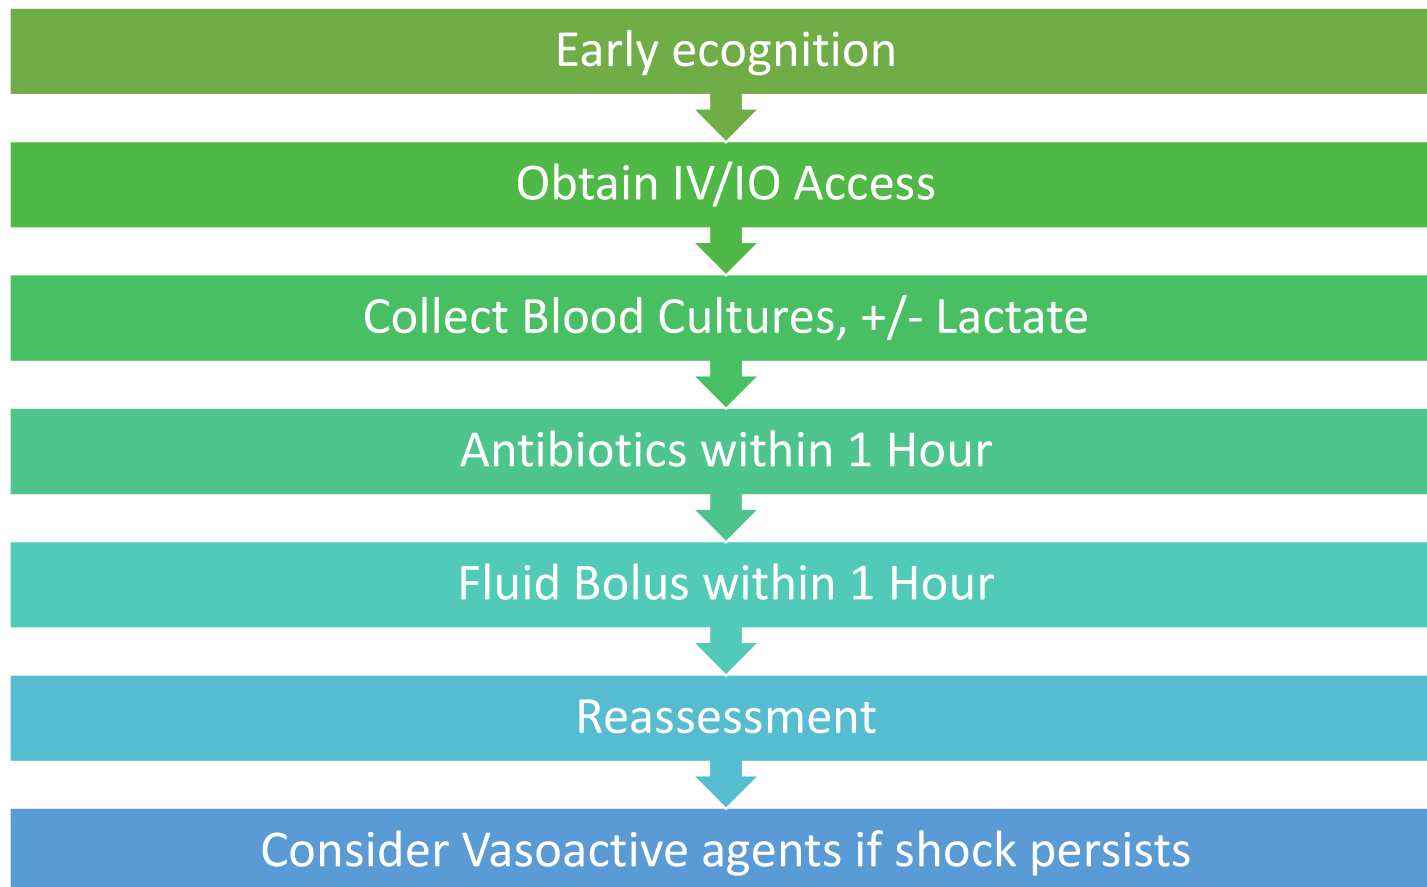 Early ecognition
Obtain IV/IO Access
Collect Blood Cultures, +/- Lactate
Antibiotics within 1 Hour
Fluid Bolus within 1 Hour
Reassessment
Consider Vasoactive agents if shock persists